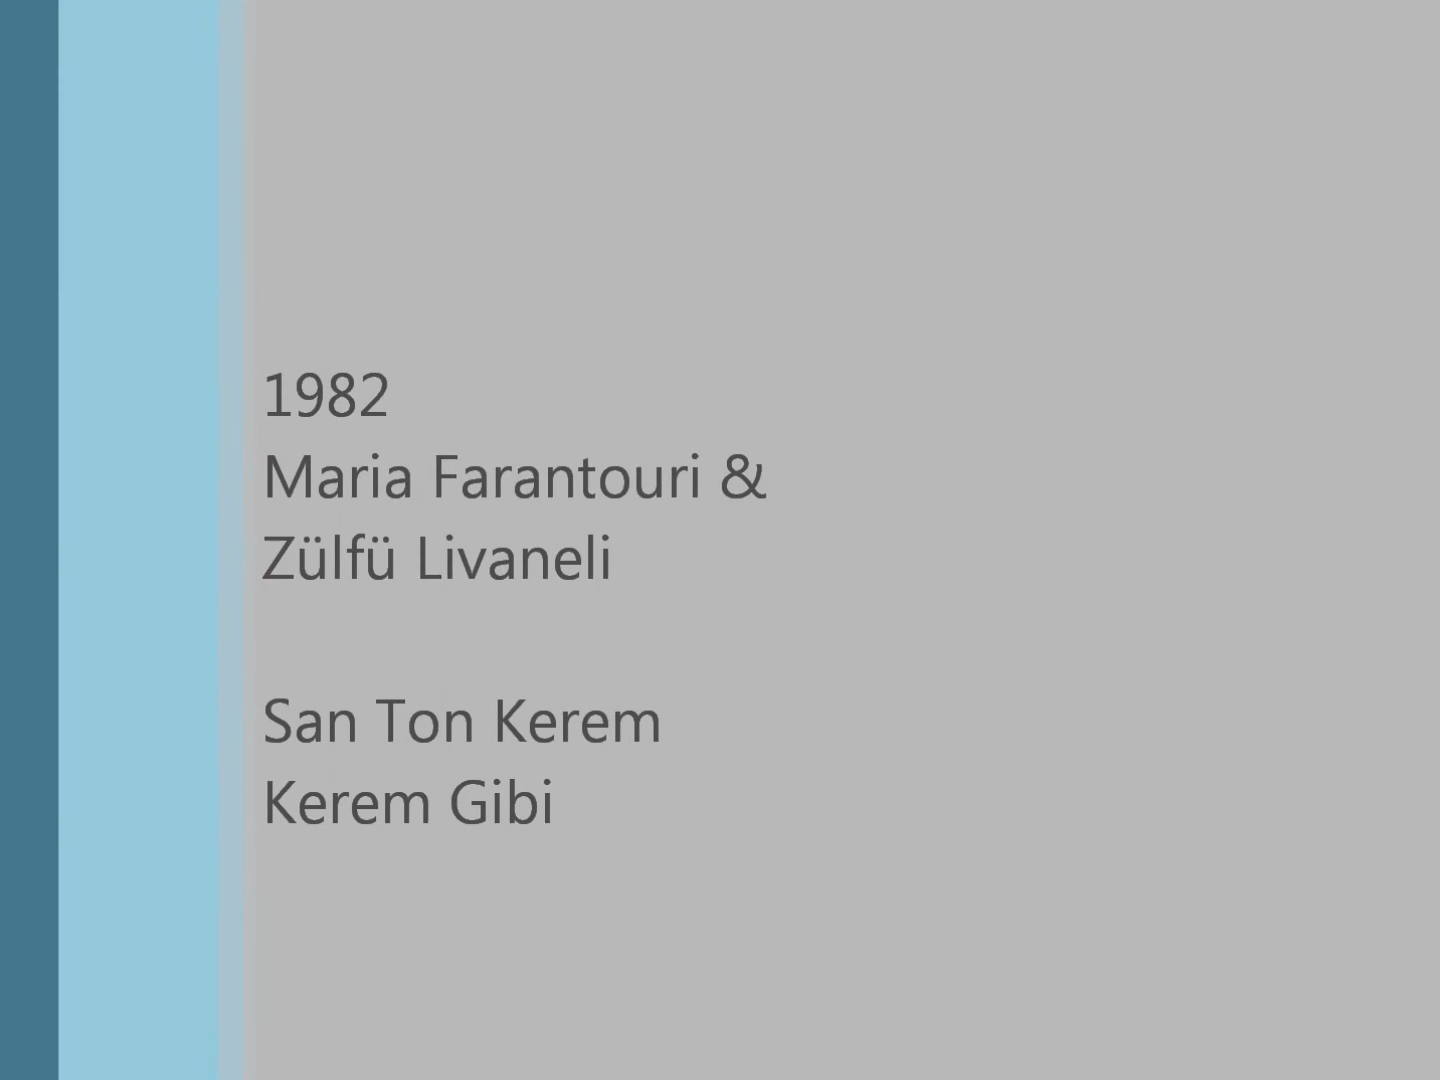 1982
Maria Farantouri &
Zülfü Livaneli
San Ton Kerem
Kerem Gibi